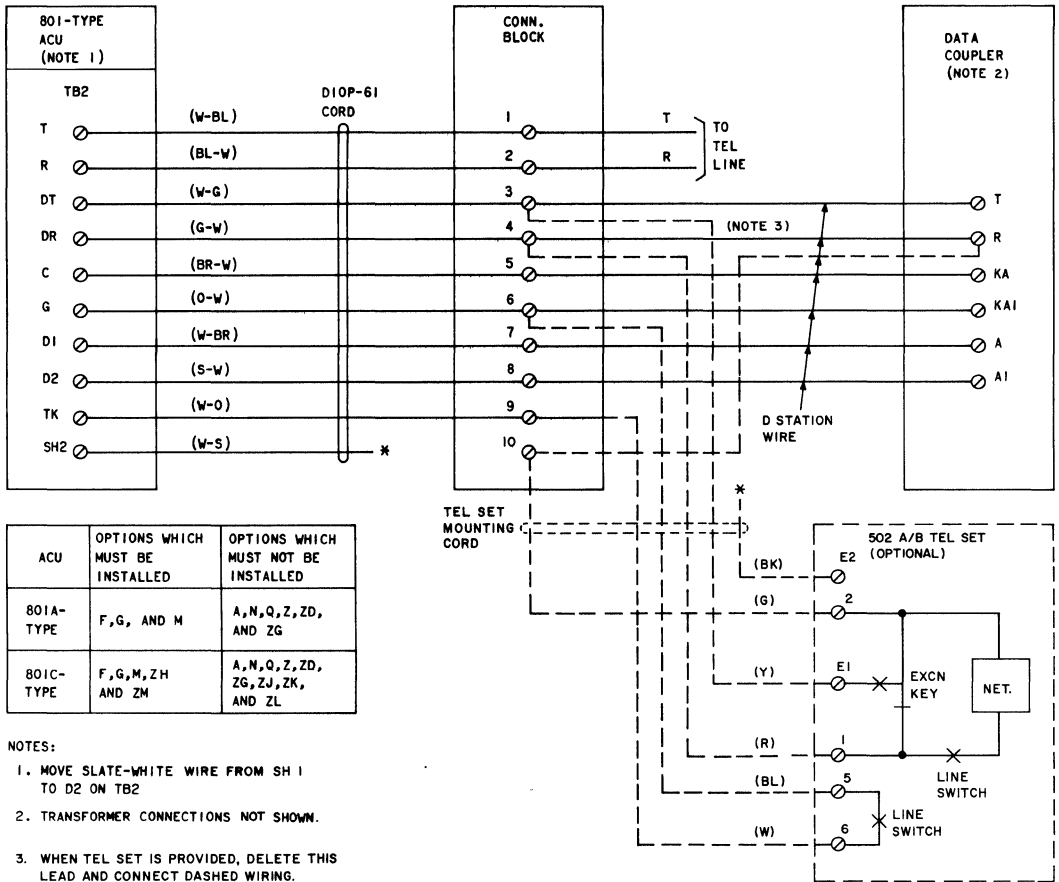 801-TYPE
ACU
(NOTE 1)
TB2
T
R
DT
DR
C
G
D1
D2
TK
SH2
(W-BL)
(BL-W)
(W-G)
(G-W)
(BR-W)
(O-W)
(W-BR)
(S-W)
(W-O)
(W-S)
D10P-61
CORD
*
CONN.
BLOCK
1
2
3
4
5
6
7
8
9
10
T
R
TO
TEL
LINE
(NOTE 3)
D STATION
WIRE
DATA
COUPLER
(NOTE 2)
T
R
KA
KA1
A
A1
TEL SET
MOUNTING
CORD
*
502 A/B TEL SET
(OPTIONAL)
(BK)
E2
(G)
2
(Y)
E1
EXCN
KEY
NET.
(R)
1
LINE
SWITCH
(BL)
5
LINE
SWITCH
(W)
6
ACU
OPTIONS WHICH
MUST BE
INSTALLED
OPTIONS WHICH
MUST NOT BE
INSTALLED
801A-
TYPE
F,G, AND M
A,N,Q,Z,ZD,
AND ZG
801C-
TYPE
F,G,M,ZH
AND ZM
A,N,Q,Z,ZD,
ZG,ZJ,ZK,
AND ZL
NOTES:
1. MOVE SLATE-WHITE WIRE FROM SH 1
TO D2 ON TB2
2. TRANSFORMER CONNECTIONS NOT SHOWN.
3. WHEN TEL SET IS PROVIDED, DELETE THIS
LEAD AND CONNECT DASHED WIRING.